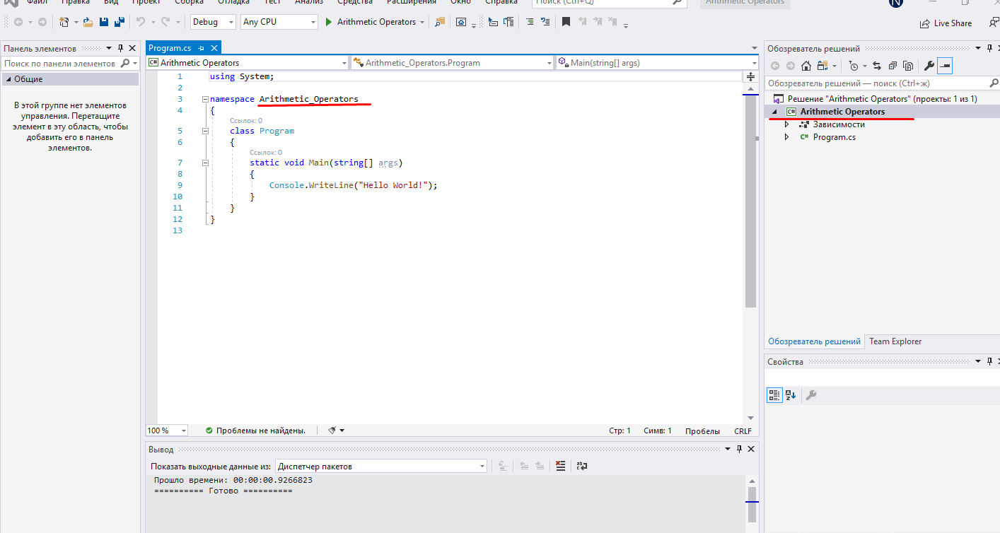 Файл Правка Вид Проект Сборка Отладка Тест Анализ Средства Расширения Окно Справка Поиск (Ctrl+Q) Arithmetic Operators N
Debug Any CPU Arithmetic Operators Live Share
Панель элементов
Поиск по панели элементов
Общие
В этой группе нет элементов
управления. Перетащите
элемент в эту область, чтобы
добавить его в панель
элементов.
Program.cs
C# Arithmetic Operators Arithmetic_Operators.Program Main(string[] args)
1 using System;
2
3 namespace Arithmetic_Operators
4 {
Ссылок: 0
5 class Program
6 {
Ссылок: 0
7 static void Main(string[] args)
8 {
9 Console.WriteLine("Hello World!");
10 }
11 }
12 }
13
100 % Проблемы не найдены. Стр: 1 Симв: 1 Пробелы CRLF
Вывод
Показать выходные данные из: Диспетчер пакетов
Прошло времени: 00:00:00.9266823
========== Готово ==========
Обозреватель решений
Обозреватель решений — поиск (Ctrl+ж)
Решение "Arithmetic Operators" (проекты: 1 из 1)
C# Arithmetic Operators
Зависимости
C# Program.cs
Обозреватель решений Team Explorer
Свойства